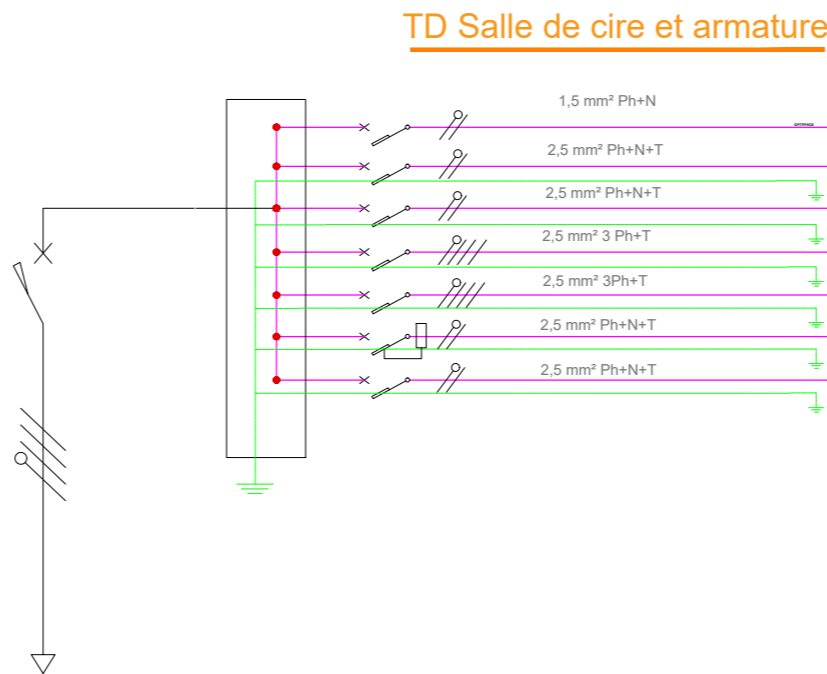 TD Salle de cire et armature
1,5 mm² Ph+N
2,5 mm² Ph+N+T
2,5 mm² Ph+N+T
2,5 mm² 3 Ph+T
2,5 mm² 3Ph+T
2,5 mm² Ph+N+T
2,5 mm² Ph+N+T